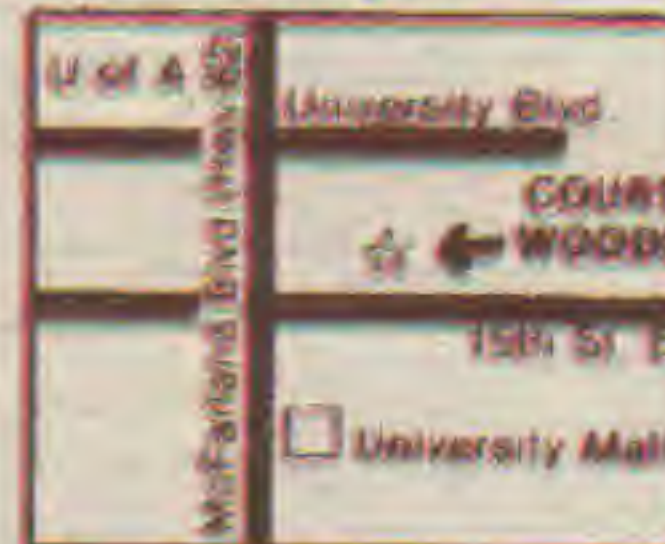 U of A
University Blvd.
McFarland Blvd (Hwy 82)
COURT
WOOD
15th St. E
University Mall